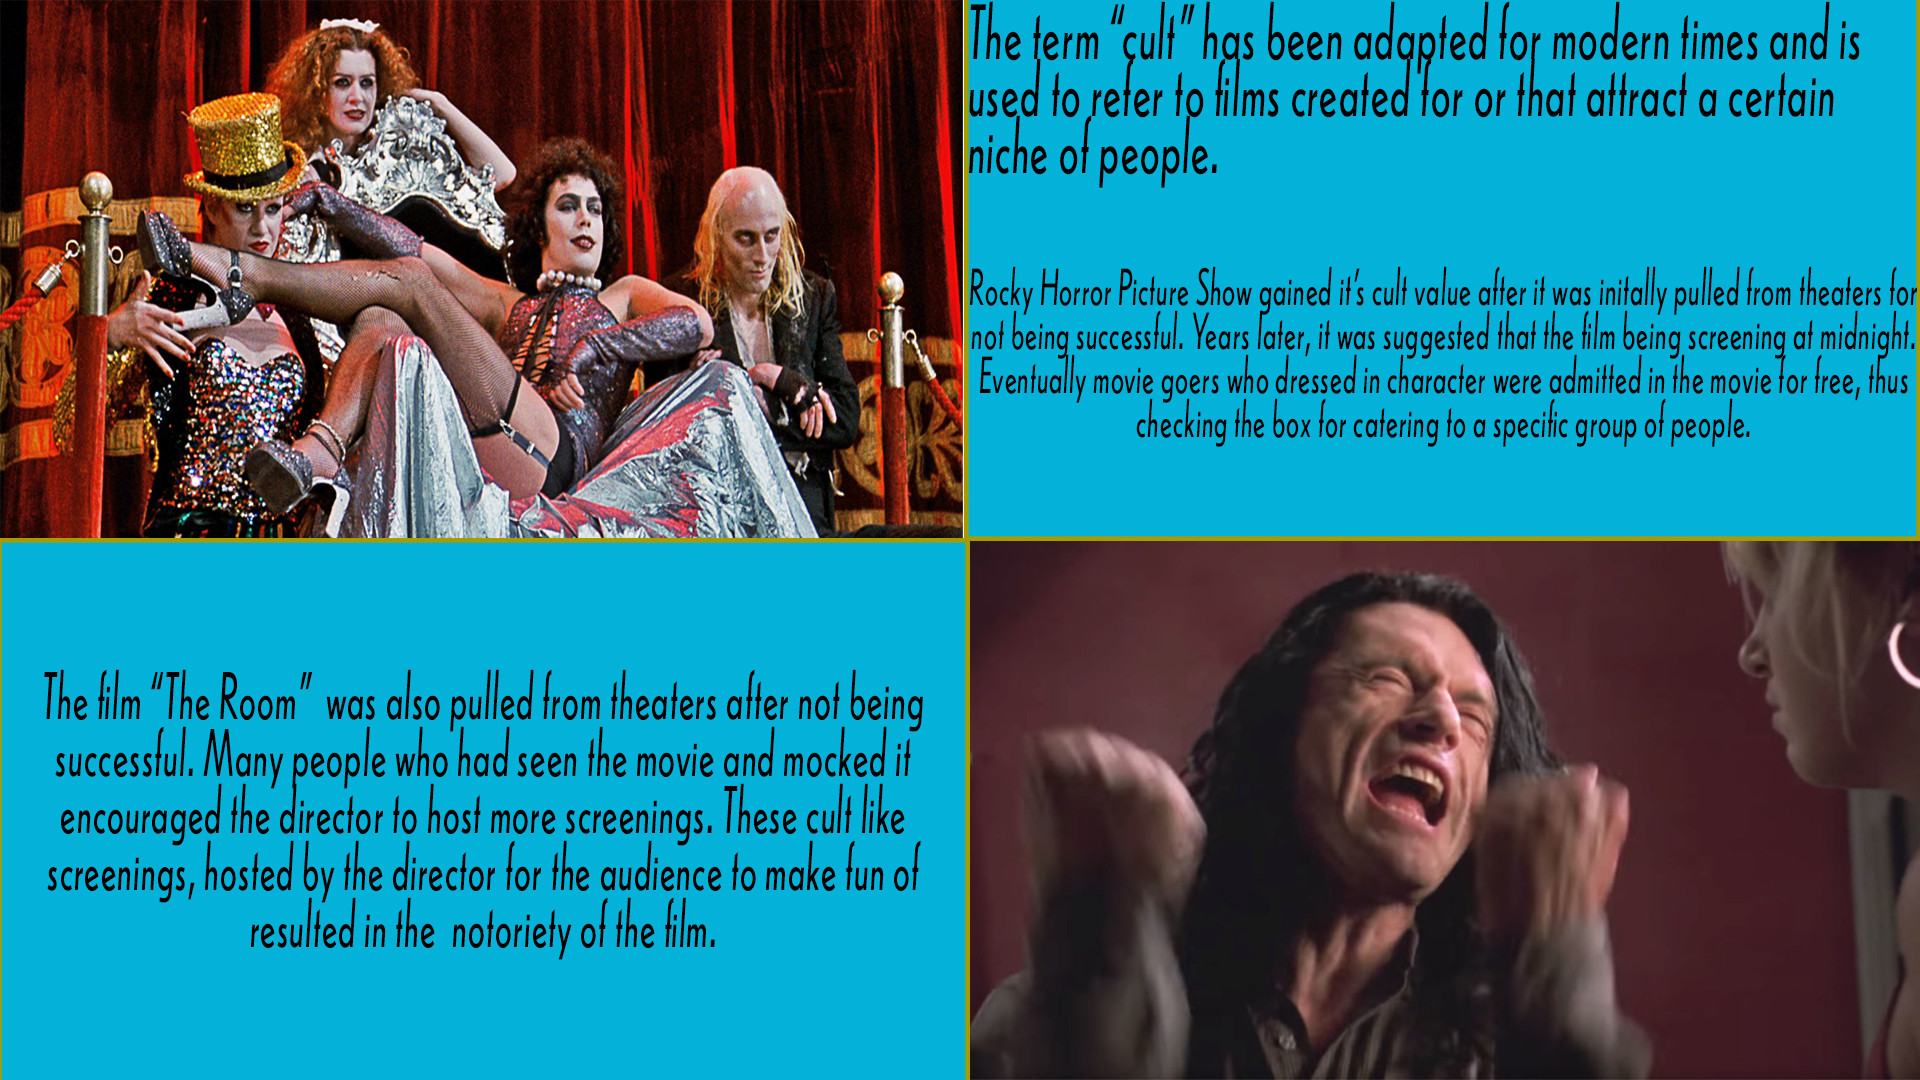 The term “cult” has been adapted for modern times and is
used to refer to films created for or that attract a certain
niche of people.
Rocky Horror Picture Show gained it’s cult value after it was initally pulled from theaters for
not being successful. Years later, it was suggested that the film being screening at midnight.
Eventually movie goers who dressed in character were admitted in the movie for free, thus
checking the box for catering to a specific group of people.
The film “The Room” was also pulled from theaters after not being
successful. Many people who had seen the movie and mocked it
encouraged the director to host more screenings. These cult like
screenings, hosted by the director for the audience to make fun of
resulted in the notoriety of the film.